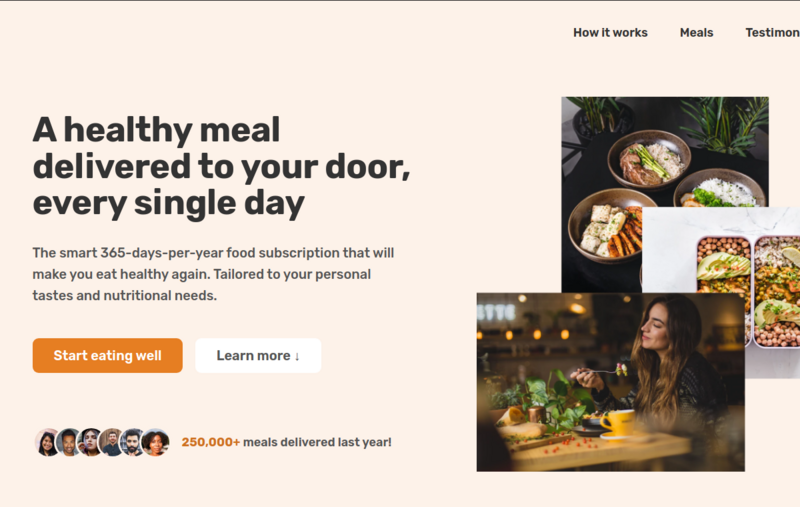 How it works Meals Testimon
A healthy meal
delivered to your door,
every single day
The smart 365-days-per-year food subscription that will
make you eat healthy again. Tailored to your personal
tastes and nutritional needs.
Start eating well Learn more ↓
250,000+ meals delivered last year!